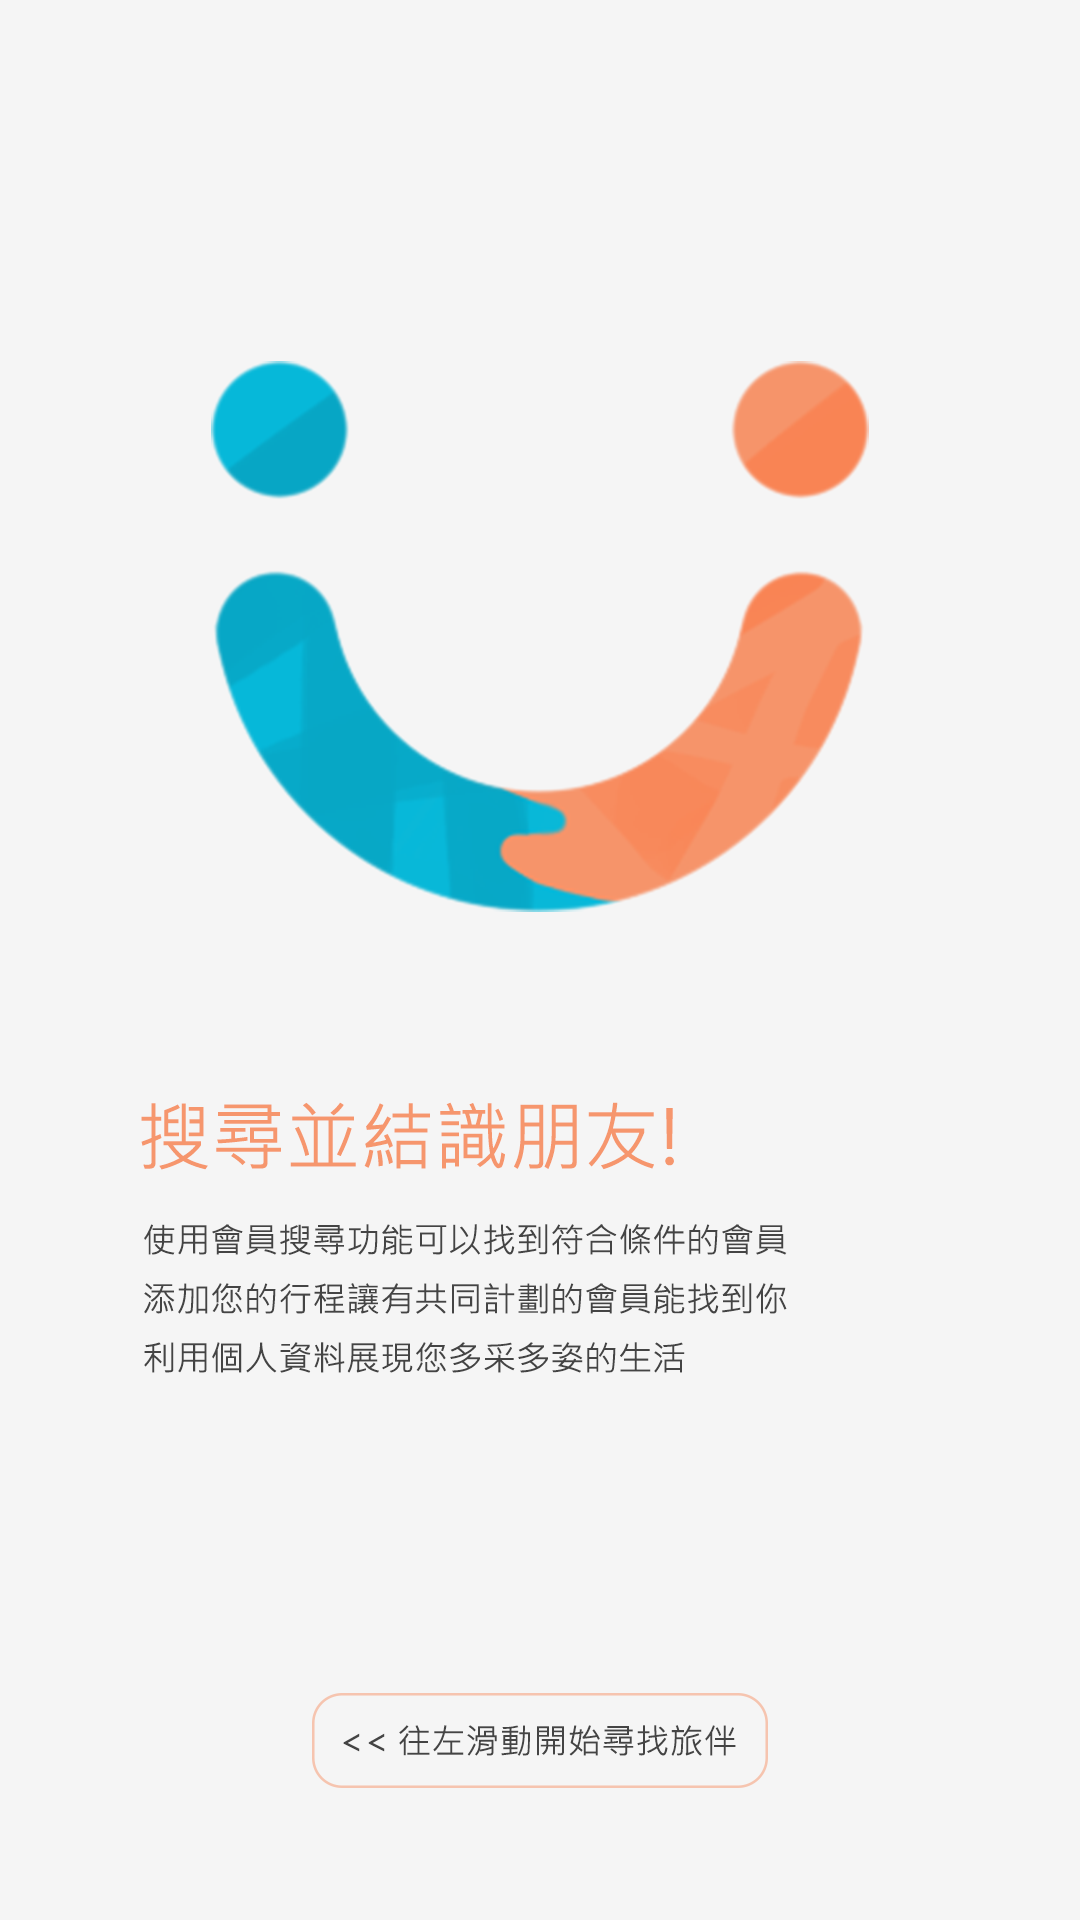 搜尋並結識朋友!
使用會員搜尋功能可以找到符合條件的會員
添加您的行程讓有共同計劃的會員能找到你
利用個人資料展現您多采多姿的生活
<< 往左滑動開始尋找旅伴